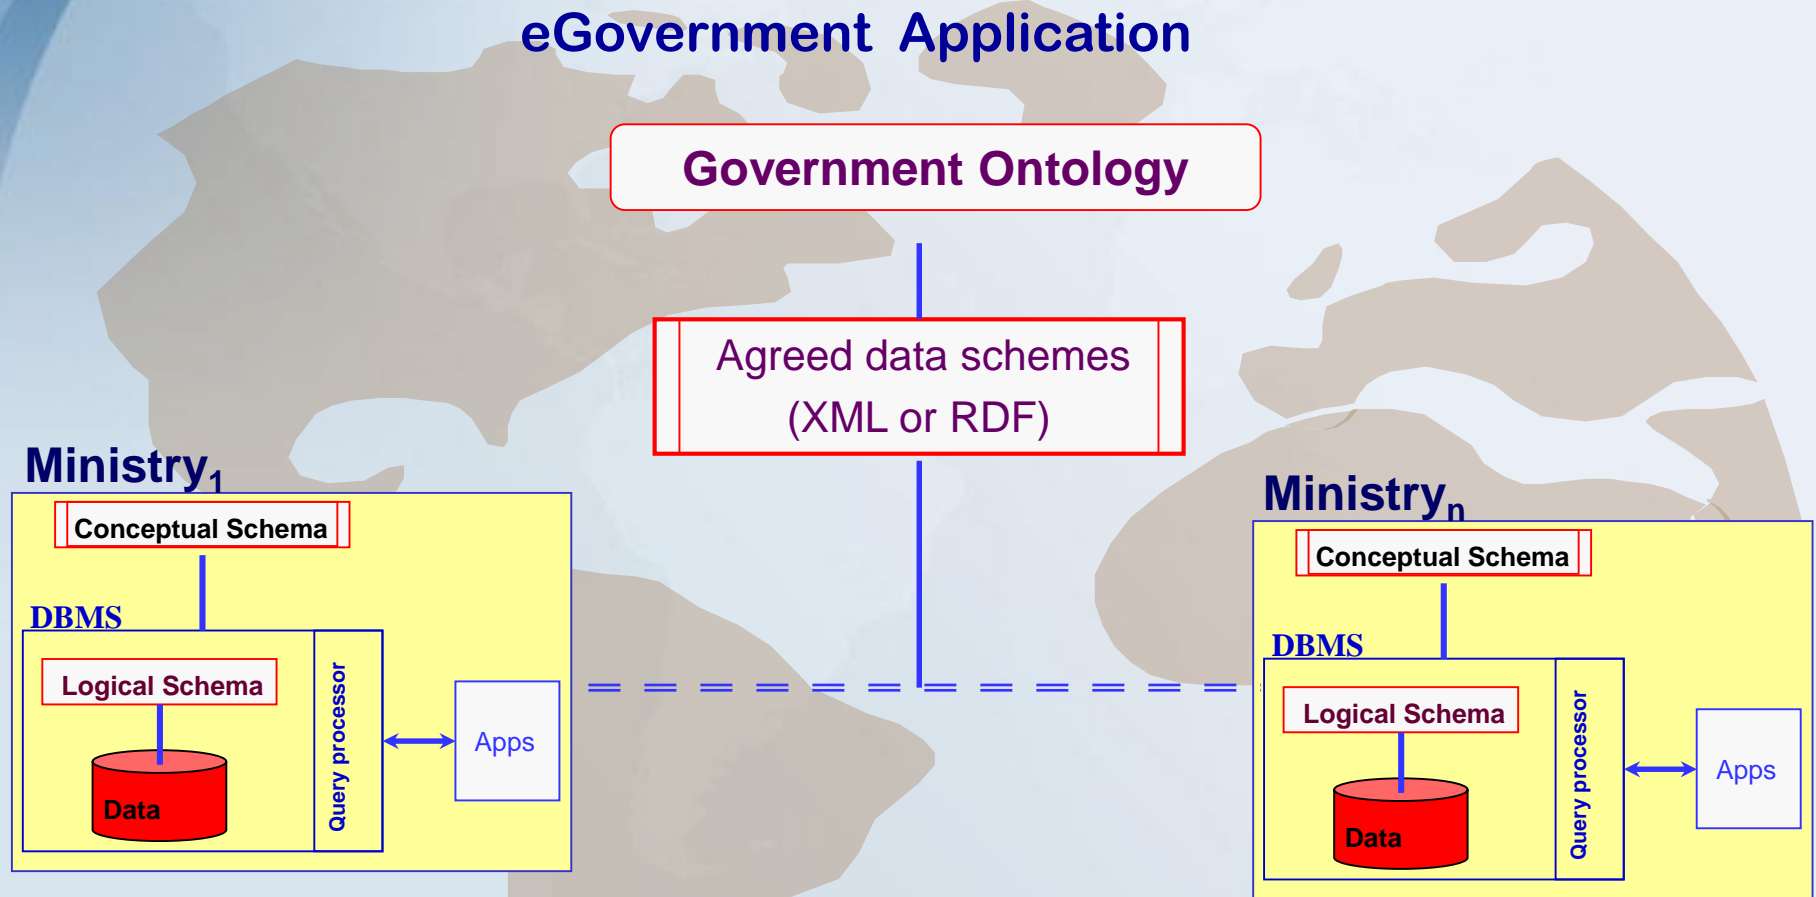 eGovernment Application
Government Ontology
Agreed data schemes
(XML or RDF)
Ministry₁
Conceptual Schema
DBMS
Logical Schema
Data
Query processor
Apps
Ministryₙ
Conceptual Schema
DBMS
Logical Schema
Data
Query processor
Apps